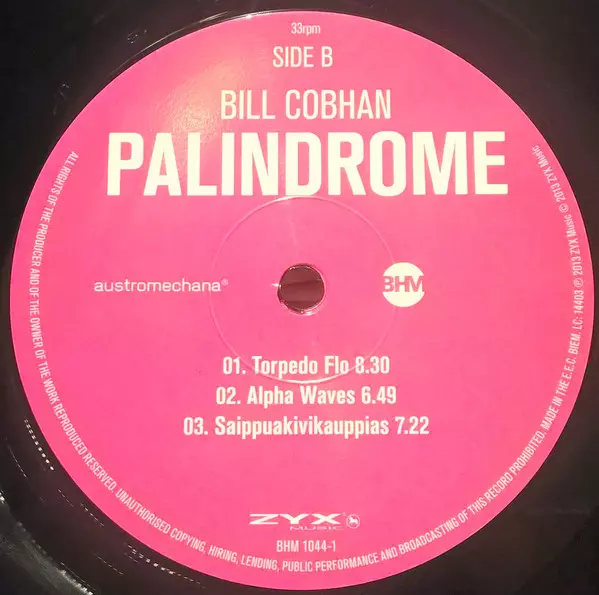 33rpm
SIDE B
BILL COBHAN
PALINDROME
austromechana®
BHM
01. Torpedo Flo 8.30
02. Alpha Waves 6.49
03. Saippuakivikauppias 7.22
ZYX
MUSIC
BHM 1044-1
ALL RIGHTS OF THE PRODUCER AND OF THE OWNER OF THE WORK REPRODUCED RESERVED. UNAUTHORISED COPYING, HIRING, LENDING, PUBLIC PERFORMANCE AND BROADCASTING OF THIS RECORD PROHIBITED. MADE IN THE E.E.C. BIEM. LC: 14403 ℗ 2013 ZYX Music © 2013 ZYX Music